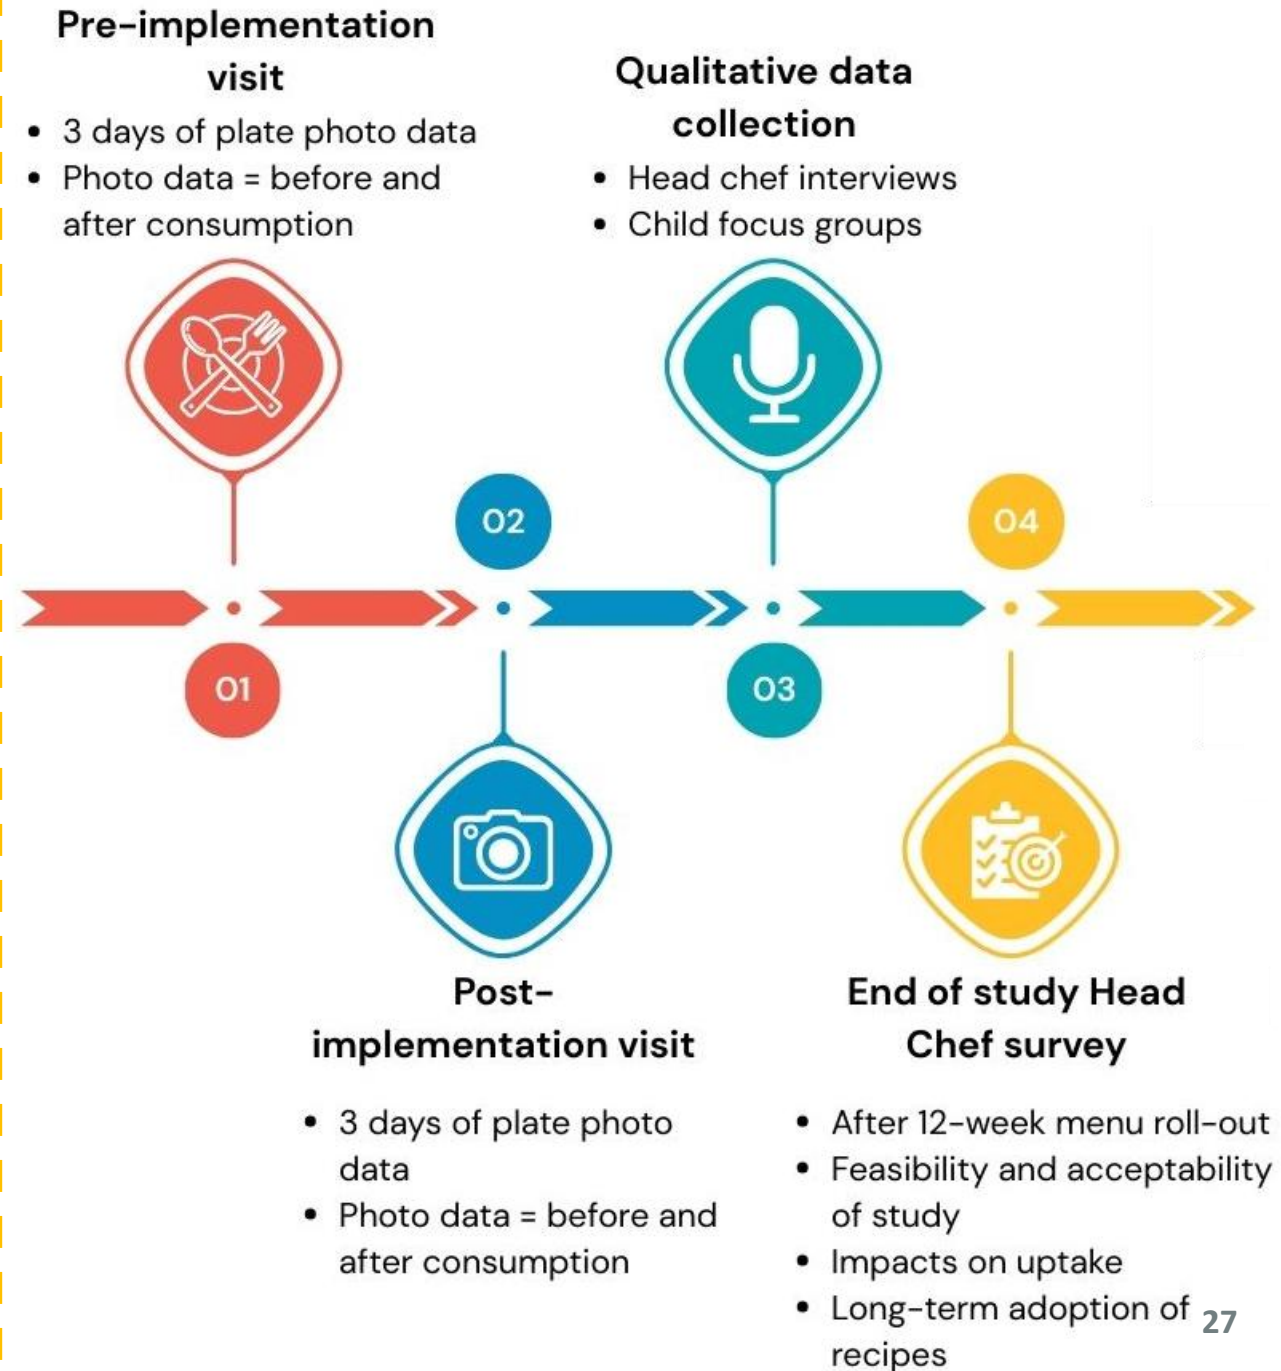 Pre-implementation
visit
• 3 days of plate photo data
• Photo data = before and
after consumption
Qualitative data
collection
• Head chef interviews
• Child focus groups
01
02
03
04
Post-
implementation visit
• 3 days of plate photo
data
• Photo data = before and
after consumption
End of study Head
Chef survey
• After 12-week menu roll-out
• Feasibility and acceptability
of study
• Impacts on uptake
• Long-term adoption of
recipes
27